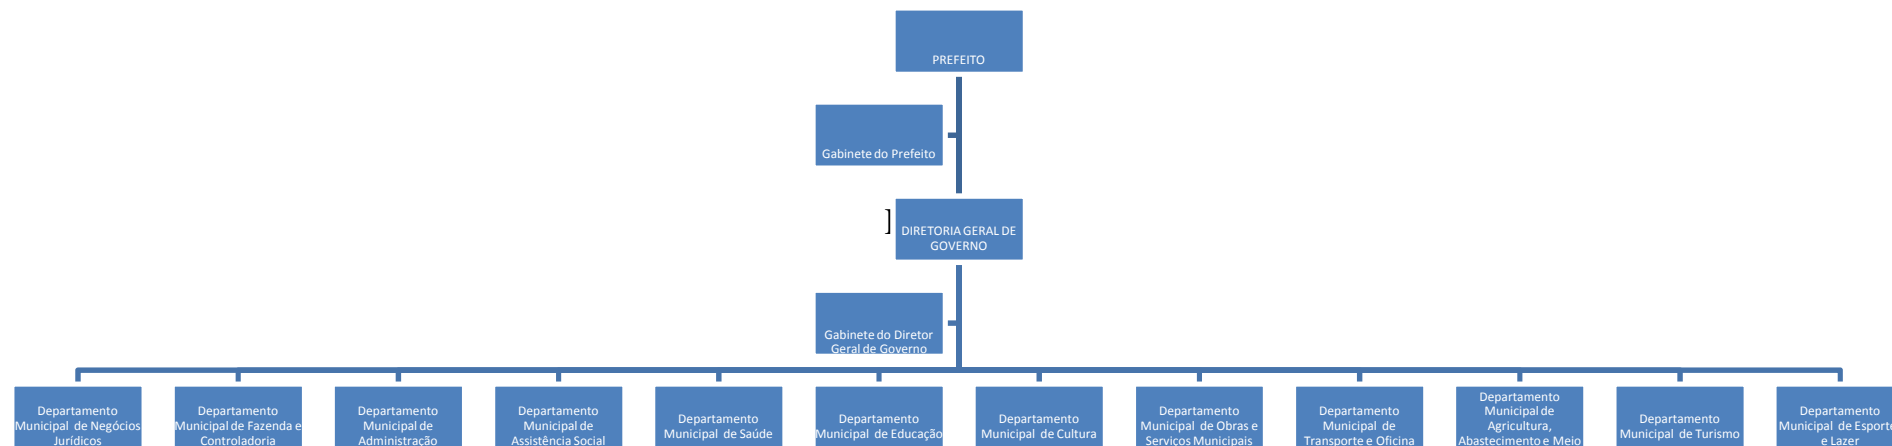 PREFEITO
Gabinete do Prefeito
]
DIRETORIA GERAL DE
GOVERNO
Gabinete do Diretor
Geral de Governo
Departamento
Municipal de Negócios
Jurídicos
Departamento
Municipal de Fazenda e
Controladoria
Departamento
Municipal de
Administração
Departamento
Municipal de
Assistência Social
Departamento
Municipal de Saúde
Departamento
Municipal de Educação
Departamento
Municipal de Cultura
Departamento
Municipal de Obras e
Serviços Municipais
Departamento
Municipal de
Transporte e Oficina
Departamento
Municipal de
Agricultura,
Abastecimento e Meio
Departamento
Municipal de Turismo
Departamento
Municipal de Esporte
e Lazer